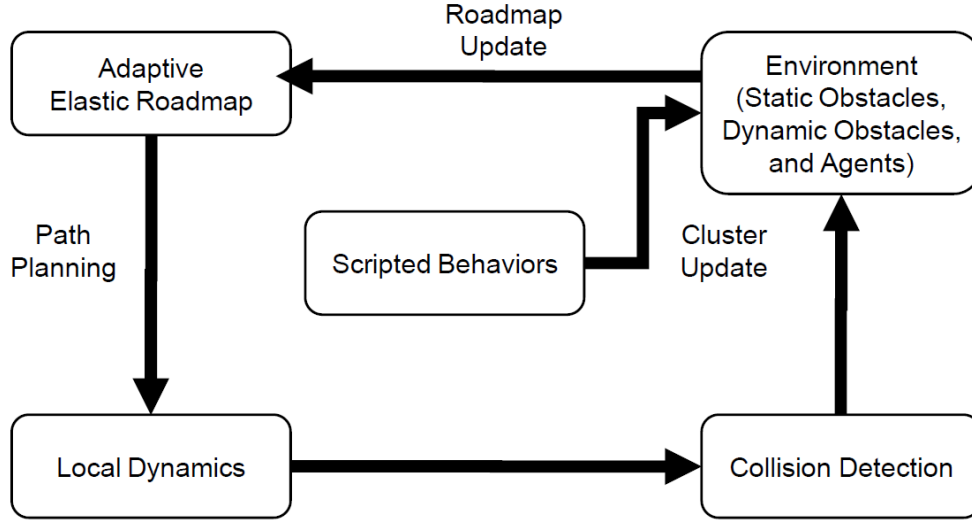 Roadmap
Update
Adaptive
Elastic Roadmap
Environment
(Static Obstacles,
Dynamic Obstacles,
and Agents)
Path
Planning
Scripted Behaviors
Cluster
Update
Local Dynamics
Collision Detection